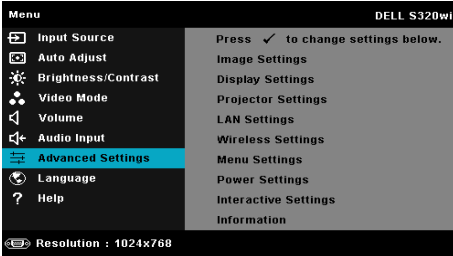 Menu
DELL S320wi
Input Source
Auto Adjust
Brightness/Contrast
Video Mode
Volume
Audio Input
Advanced Settings
Language
Help
Press ✓ to change settings below.
Image Settings
Display Settings
Projector Settings
LAN Settings
Wireless Settings
Menu Settings
Power Settings
Interactive Settings
Information
Resolution : 1024x768